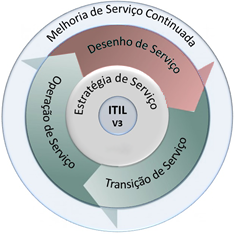 Melhoria de Serviço Continuada
Desenho de Serviço
Estratégia de Serviço
ITIL
V3
Operação de Serviço
Transição de Serviço